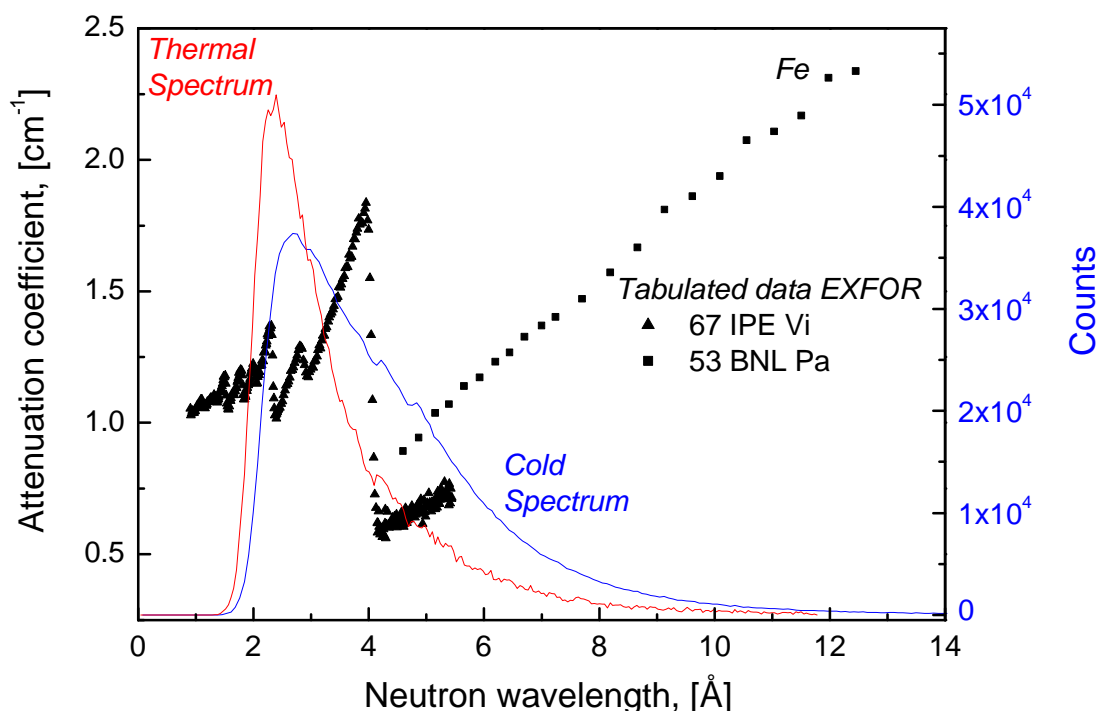 Thermal
Spectrum
Fe
Tabulated data EXFOR
67 IPE Vi
53 BNL Pa
Cold
Spectrum
Attenuation coefficient, [cm⁻¹]
2.5
2.0
1.5
1.0
0.5
5x10⁴
4x10⁴
3x10⁴
2x10⁴
1x10⁴
0
Counts
0 2 4 6 8 10 12 14
Neutron wavelength, [Å]